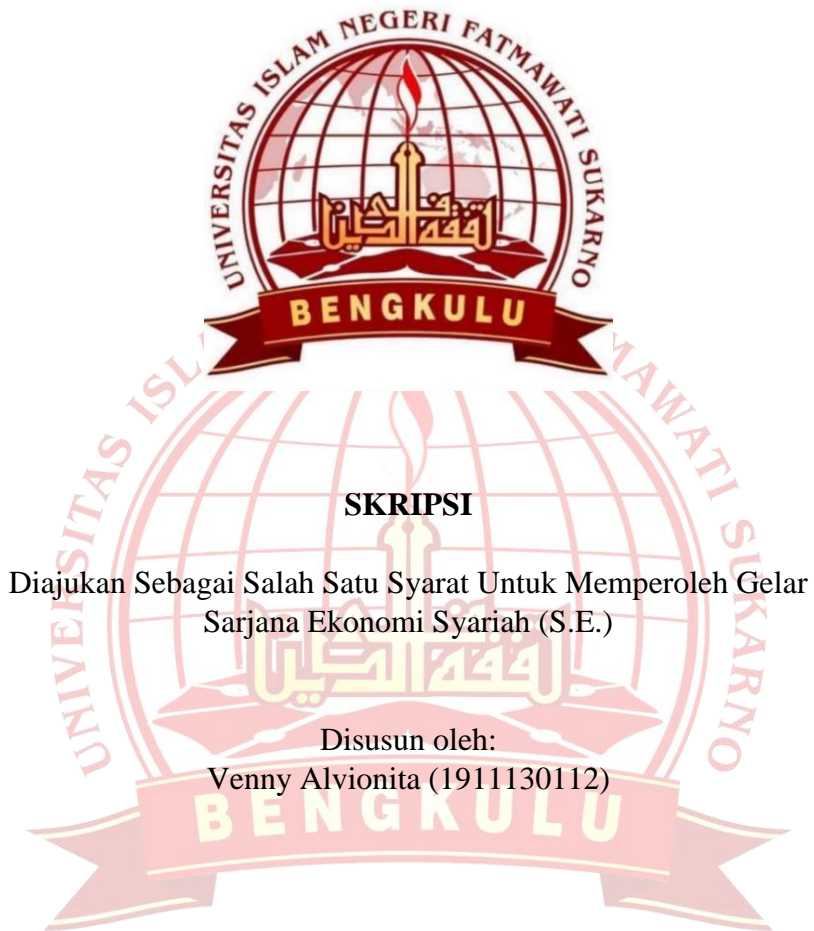 UNIVERSITAS ISLAM NEGERI FATMAWATI SUKARNO
BENGKULU
SKRIPSI
Diajukan Sebagai Salah Satu Syarat Untuk Memperoleh Gelar
Sarjana Ekonomi Syariah (S.E.)
Disusun oleh:
Venny Alvionita (1911130112)
BENGKULU